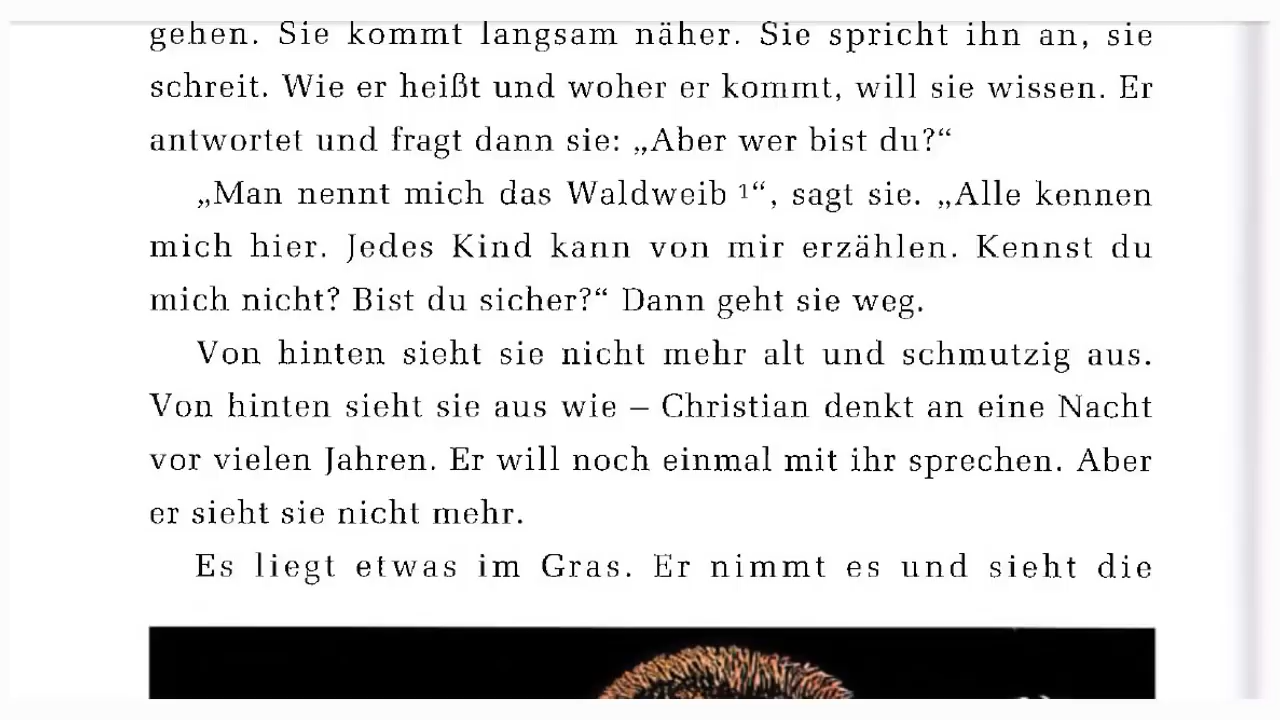 gehen. Sie kommt langsam näher. Sie spricht ihn an, sie
schreit. Wie er heißt und woher er kommt, will sie wissen. Er
antwortet und fragt dann sie: „Aber wer bist du?“
„Man nennt mich das Waldweib ¹“, sagt sie. „Alle kennen
mich hier. Jedes Kind kann von mir erzählen. Kennst du
mich nicht? Bist du sicher?“ Dann geht sie weg.
Von hinten sieht sie nicht mehr alt und schmutzig aus.
Von hinten sieht sie aus wie – Christian denkt an eine Nacht
vor vielen Jahren. Er will noch einmal mit ihr sprechen. Aber
er sieht sie nicht mehr.
Es liegt etwas im Gras. Er nimmt es und sieht die